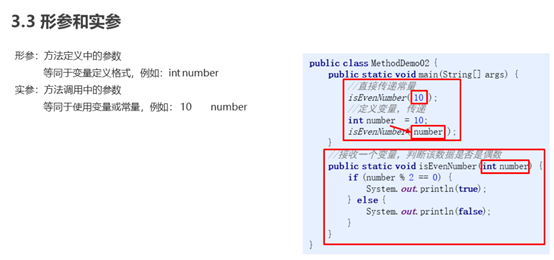 3.3 形参和实参
形参：方法定义中的参数
等同于变量定义格式，例如：int number
实参：方法调用中的参数
等同于使用变量或常量，例如： 10 number
public class MethodDemo02 {
public static void main(String[] args) {
//直接传递常量
isEvenNumber( 10 );
//定义变量，传递
int number = 10;
isEvenNumber( number );
}
//接收一个变量，判断该数据是否是偶数
public static void isEvenNumber(int number) {
if (number % 2 == 0) {
System.out.println(true);
} else {
System.out.println(false);
}
}
}